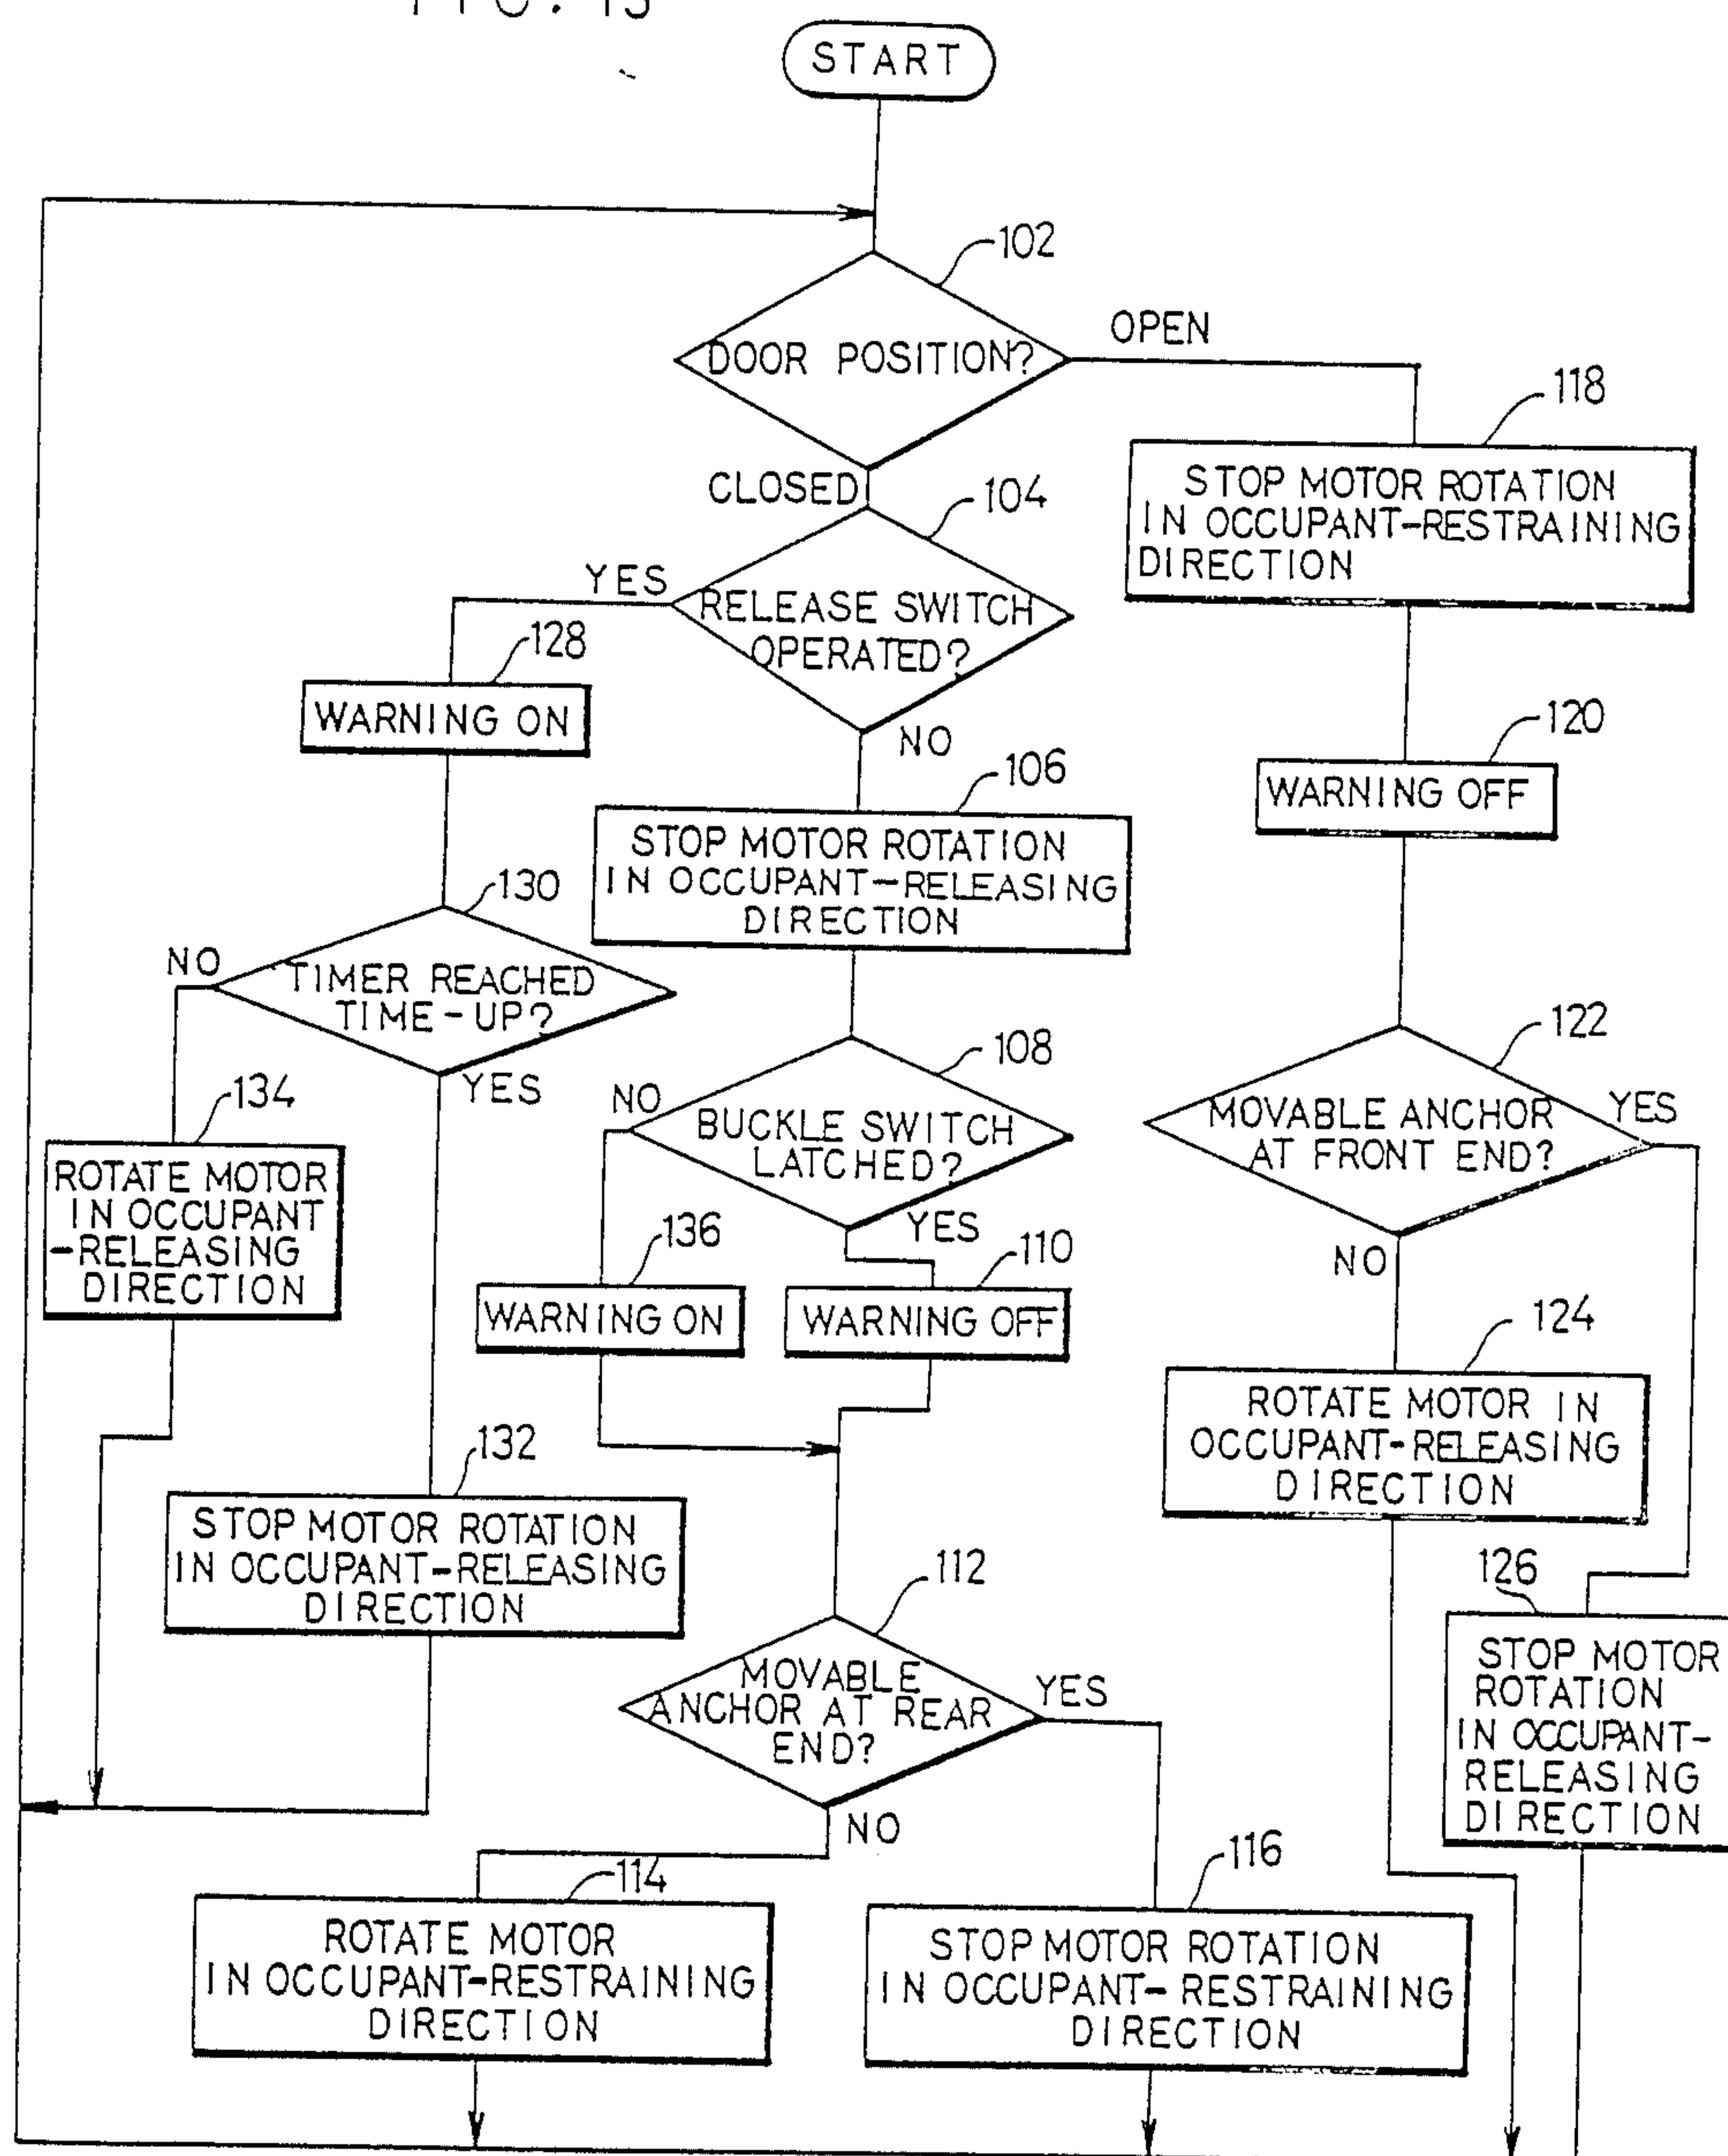 FIG. 13
START
102
DOOR POSITION?
OPEN
118
STOP MOTOR ROTATION
IN OCCUPANT-RESTRAINING
DIRECTION
CLOSED
104
YES
RELEASE SWITCH
OPERATED?
128
WARNING ON
NO
120
WARNING OFF
106
STOP MOTOR ROTATION
IN OCCUPANT-RELEASING
DIRECTION
130
NO
TIMER REACHED
TIME-UP?
YES
108
NO
BUCKLE SWITCH
LATCHED?
YES
122
MOVABLE ANCHOR
AT FRONT END?
YES
NO
134
ROTATE MOTOR
IN OCCUPANT
-RELEASING
DIRECTION
136
WARNING ON
110
WARNING OFF
124
ROTATE MOTOR IN
OCCUPANT-RELEASING
DIRECTION
132
STOP MOTOR ROTATION
IN OCCUPANT-RELEASING
DIRECTION
112
MOVABLE
ANCHOR AT REAR
END?
YES
NO
126
STOP MOTOR
ROTATION
IN OCCUPANT-
RELEASING
DIRECTION
114
ROTATE MOTOR
IN OCCUPANT-RESTRAINING
DIRECTION
116
STOP MOTOR ROTATION
IN OCCUPANT-RESTRAINING
DIRECTION